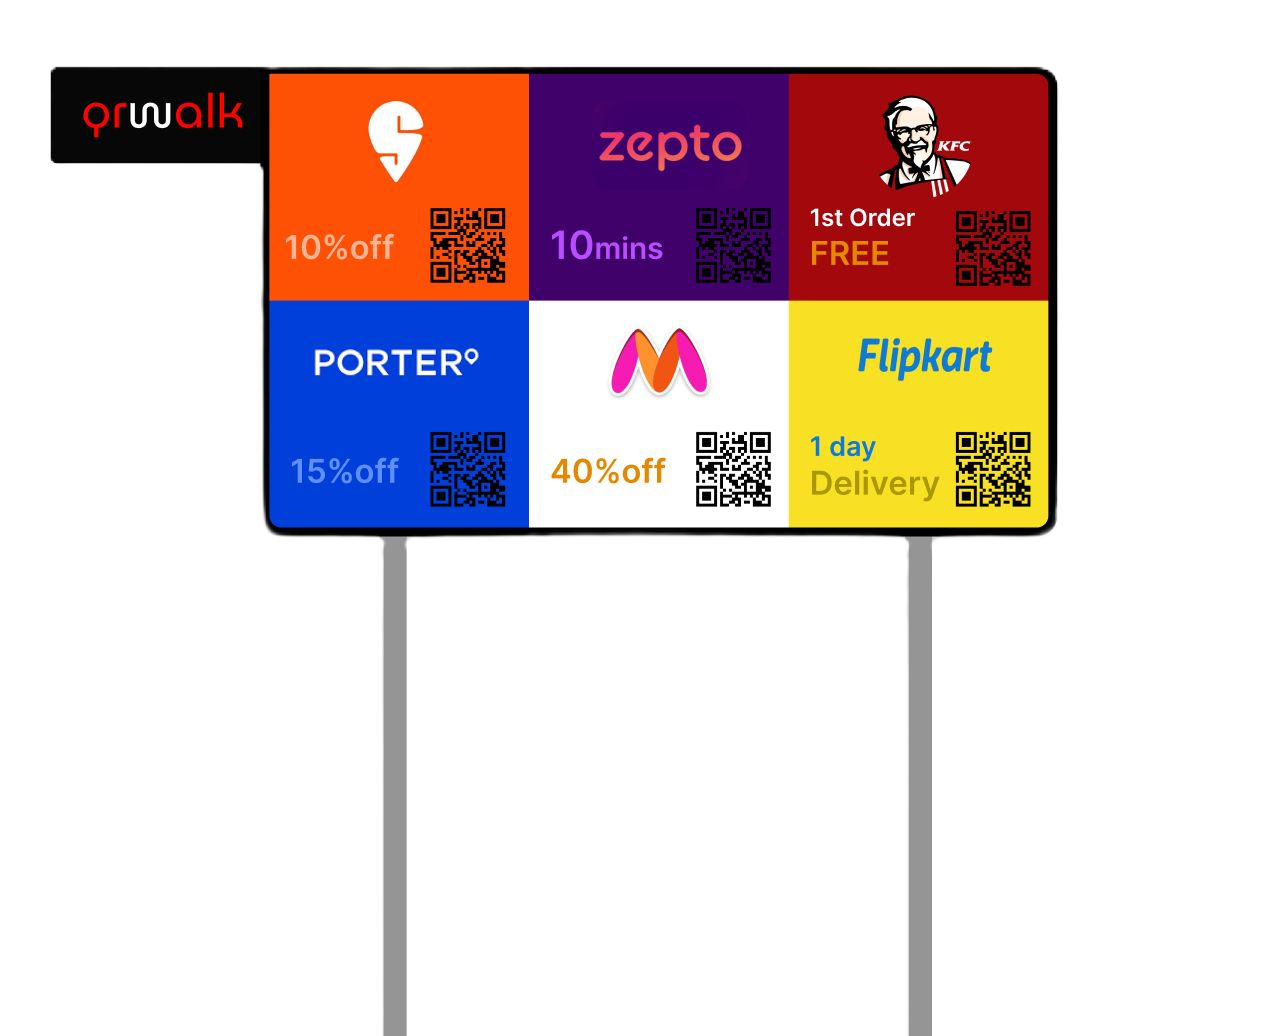 qrwalk
10%off
zepto
10mins
KFC
1st Order
FREE
PORTER
15%off
40%off
Flipkart
1 day
Delivery